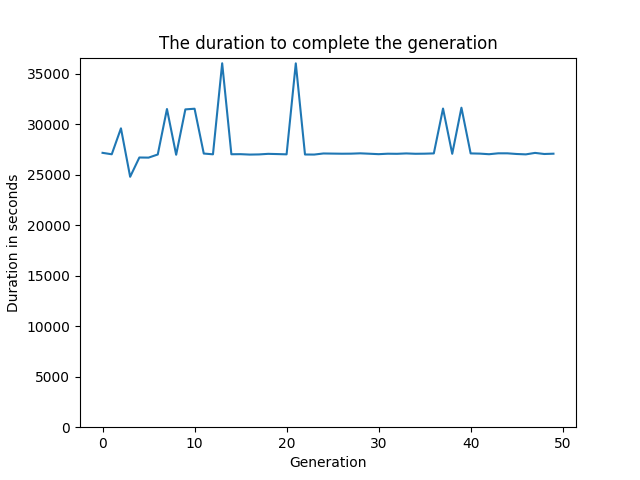 The duration to complete the generation
35000
30000
25000
20000
15000
10000
5000
0
Duration in seconds
0 10 20 30 40 50
Generation